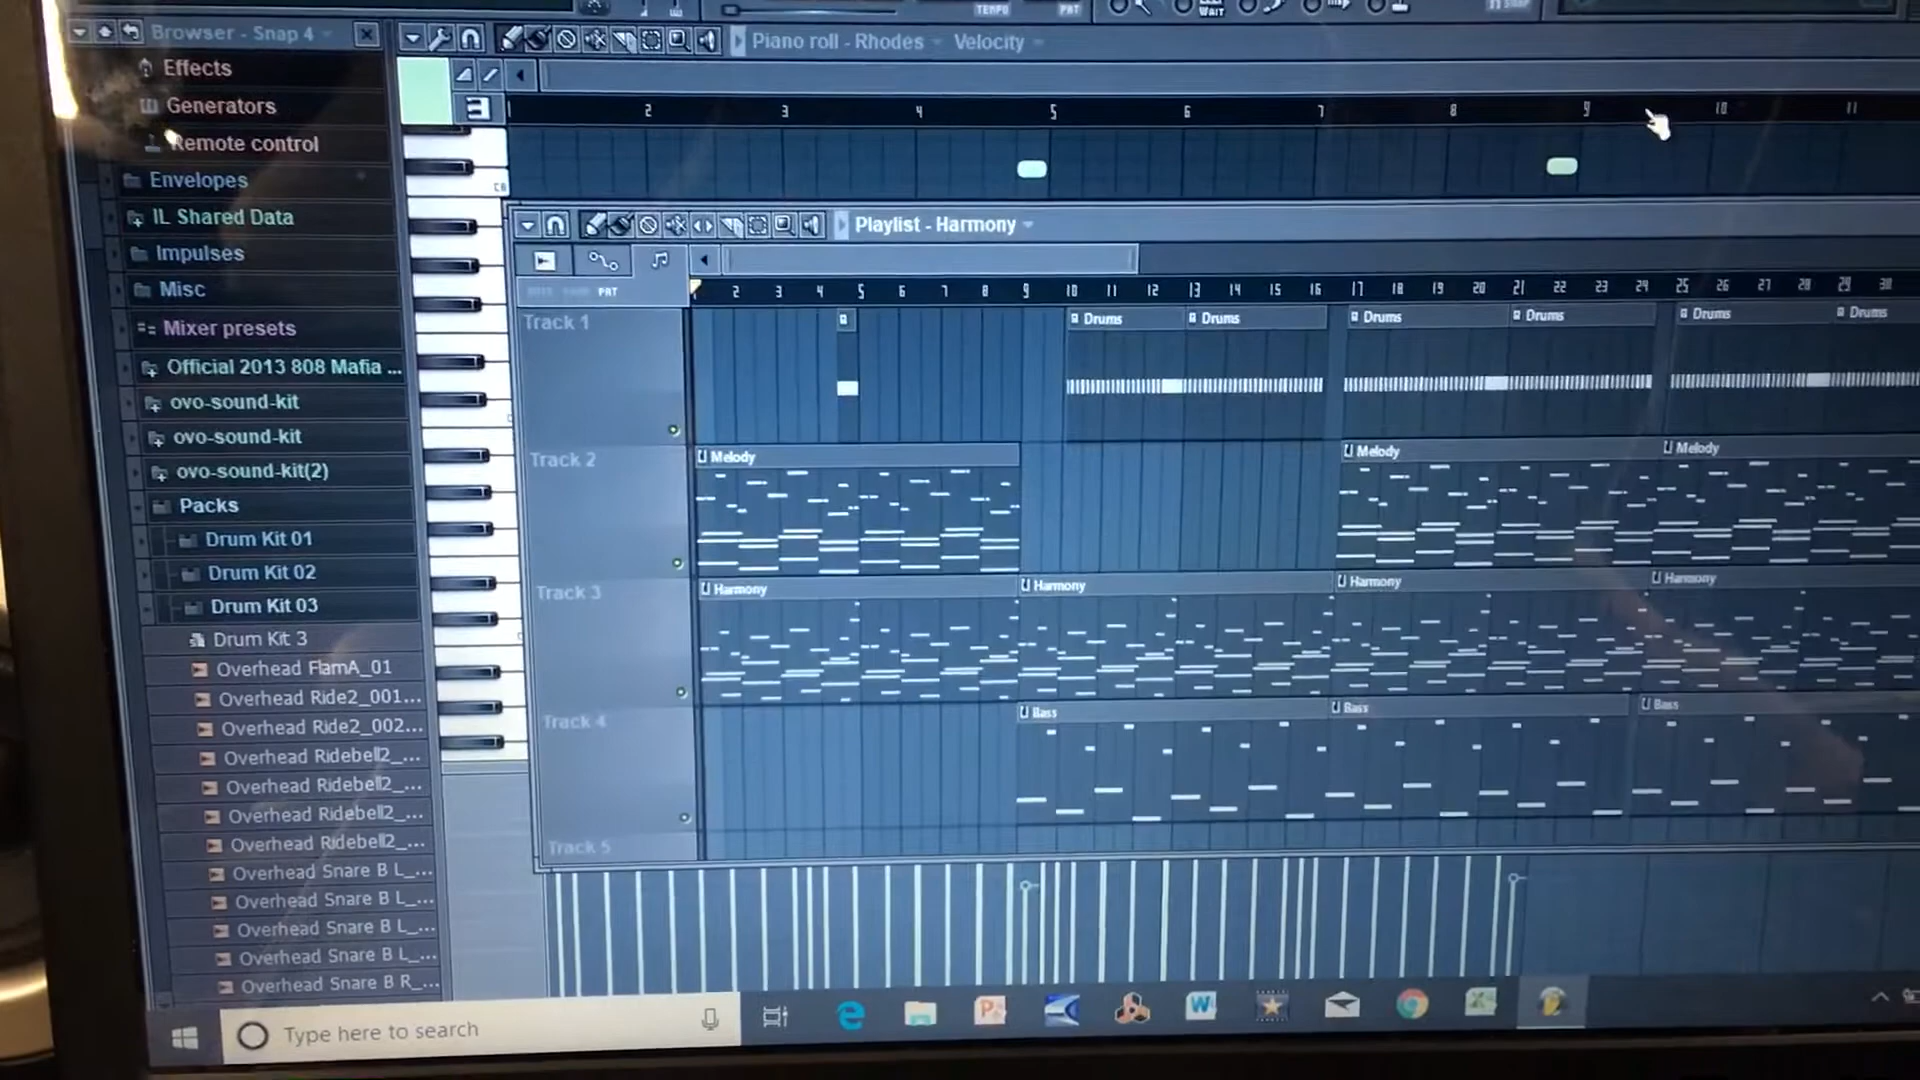 TEMPO
PAT
WAIT
Browser - Snap 4
Piano roll - Rhodes
Velocity
Effects
Generators
Remote control
Envelopes
IL Shared Data
Impulses
Misc
Mixer presets
Official 2013 808 Mafia ...
ovo-sound-kit
ovo-sound-kit
ovo-sound-kit(2)
Packs
Drum Kit 01
Drum Kit 02
Drum Kit 03
Drum Kit 3
Overhead FlamA_01
Overhead Ride2_001...
Overhead Ride2_002...
Overhead Ridebell2_...
Overhead Ridebell2_...
Overhead Ridebell2_...
Overhead Ridebell2_...
Overhead Snare B L_...
Overhead Snare B L_...
Overhead Snare B L_...
Overhead Snare B L_...
Overhead Snare B R_...
1 2 3 4 5 6 7 8 9 10 11
C8
Playlist - Harmony
PAT
2 3 4 5 6 7 8 9 10 11 12 13 14 15 16 17 18 19 20 21 22 23 24 25 26 27 28 29 30
Track 1
Drums Drums Drums Drums Drums Drums
Track 2
Melody Melody Melody
Track 3
Harmony Harmony Harmony Harmony
Track 4
Bass Bass Bass
Track 5
Type here to search